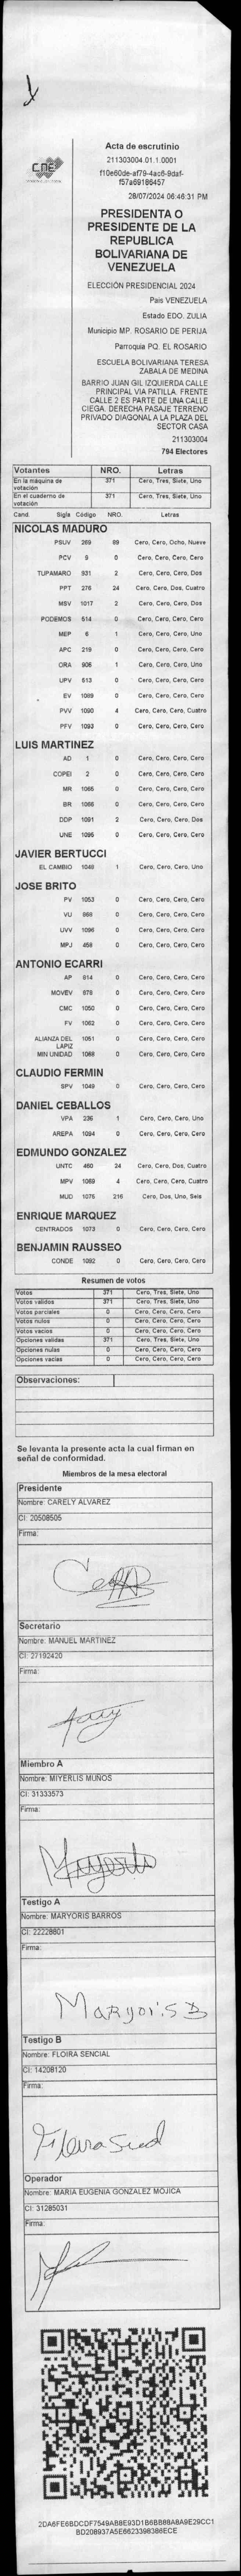 CNE
Acta de escrutinio
211303004.01.1.0001
f10e60de-af79-4ac6-9daf-
f57a69186457
28/07/2024 06:46:31 PM
PRESIDENTA O
PRESIDENTE DE LA
REPUBLICA
BOLIVARIANA DE
VENEZUELA
ELECCIÓN PRESIDENCIAL 2024
Pais VENEZUELA
Estado EDO. ZULIA
Municipio MP. ROSARIO DE PERIJA
Parroquia PQ. EL ROSARIO
ESCUELA BOLIVARIANA TERESA
ZABALA DE MEDINA
BARRIO JUAN GIL IZQUIERDA CALLE
PRINCIPAL VIA PATILLA. FRENTE
CALLE 2 ES PARTE DE UNA CALLE
CIEGA. DERECHA PASAJE TERRENO
PRIVADO DIAGONAL A LA PLAZA DEL
SECTOR CASA
211303004
794 Electores
Votantes NRO. Letras
En la máquina de votación 371 Cero, Tres, Siete, Uno
En el cuaderno de votación 371 Cero, Tres, Siete, Uno
Cand. Sigla Código NRO. Letras
NICOLAS MADURO
PSUV 269 89 Cero, Cero, Ocho, Nueve
PCV 9 0 Cero, Cero, Cero, Cero
TUPAMARO 931 2 Cero, Cero, Cero, Dos
PPT 276 24 Cero, Cero, Dos, Cuatro
MSV 1017 2 Cero, Cero, Cero, Dos
PODEMOS 514 0 Cero, Cero, Cero, Cero
MEP 6 1 Cero, Cero, Cero, Uno
APC 219 0 Cero, Cero, Cero, Cero
ORA 906 1 Cero, Cero, Cero, Uno
UPV 513 0 Cero, Cero, Cero, Cero
EV 1089 0 Cero, Cero, Cero, Cero
PVV 1090 4 Cero, Cero, Cero, Cuatro
PFV 1093 0 Cero, Cero, Cero, Cero
LUIS MARTINEZ
AD 1 0 Cero, Cero, Cero, Cero
COPEI 2 0 Cero, Cero, Cero, Cero
MR 1065 0 Cero, Cero, Cero, Cero
BR 1066 0 Cero, Cero, Cero, Cero
DDP 1091 2 Cero, Cero, Cero, Dos
UNE 1095 0 Cero, Cero, Cero, Cero
JAVIER BERTUCCI
EL CAMBIO 1048 1 Cero, Cero, Cero, Uno
JOSE BRITO
PV 1053 0 Cero, Cero, Cero, Cero
VU 868 0 Cero, Cero, Cero, Cero
UVV 1096 0 Cero, Cero, Cero, Cero
MPJ 458 0 Cero, Cero, Cero, Cero
ANTONIO ECARRI
AP 614 0 Cero, Cero, Cero, Cero
MOVEV 878 0 Cero, Cero, Cero, Cero
CMC 1050 0 Cero, Cero, Cero, Cero
FV 1062 0 Cero, Cero, Cero, Cero
ALIANZA DEL LAPIZ 1051 0 Cero, Cero, Cero, Cero
MIN UNIDAD 1068 0 Cero, Cero, Cero, Cero
CLAUDIO FERMIN
SPV 1049 0 Cero, Cero, Cero, Cero
DANIEL CEBALLOS
VPA 236 1 Cero, Cero, Cero, Uno
AREPA 1094 0 Cero, Cero, Cero, Cero
EDMUNDO GONZALEZ
UNTC 460 24 Cero, Cero, Dos, Cuatro
MPV 1069 4 Cero, Cero, Cero, Cuatro
MUD 1076 216 Cero, Dos, Uno, Seis
ENRIQUE MARQUEZ
CENTRADOS 1073 0 Cero, Cero, Cero, Cero
BENJAMIN RAUSSEO
CONDE 1092 0 Cero, Cero, Cero, Cero
Resumen de votos
Votos 371 Cero, Tres, Siete, Uno
Votos validos 371 Cero, Tres, Siete, Uno
Votos parciales 0 Cero, Cero, Cero, Cero
Votos nulos 0 Cero, Cero, Cero, Cero
Votos vacios 0 Cero, Cero, Cero, Cero
Opciones validas 371 Cero, Tres, Siete, Uno
Opciones nulas 0 Cero, Cero, Cero, Cero
Opciones vacias 0 Cero, Cero, Cero, Cero
Observaciones:
Se levanta la presente acta la cual firman en
señal de conformidad.
Miembros de la mesa electoral
Presidente
Nombre: CARELY ALVAREZ
CI: 20508505
Firma:
Secretario
Nombre: MANUEL MARTINEZ
CI: 27192420
Firma:
Miembro A
Nombre: MIYERLIS MUÑOS
CI: 31333573
Firma:
Testigo A
Nombre: MARYORIS BARROS
CI: 22228801
Firma:
Maryoris B
Testigo B
Nombre: FLOIRA SENCIAL
CI: 14208120
Firma:
Operador
Nombre: MARIA EUGENIA GONZALEZ MOJICA
CI: 31285031
Firma:
2DA6FE6BDCDF7549AB8E93D1B6BB88A8A9E29CC1
BD208937A5E6623398386ECE